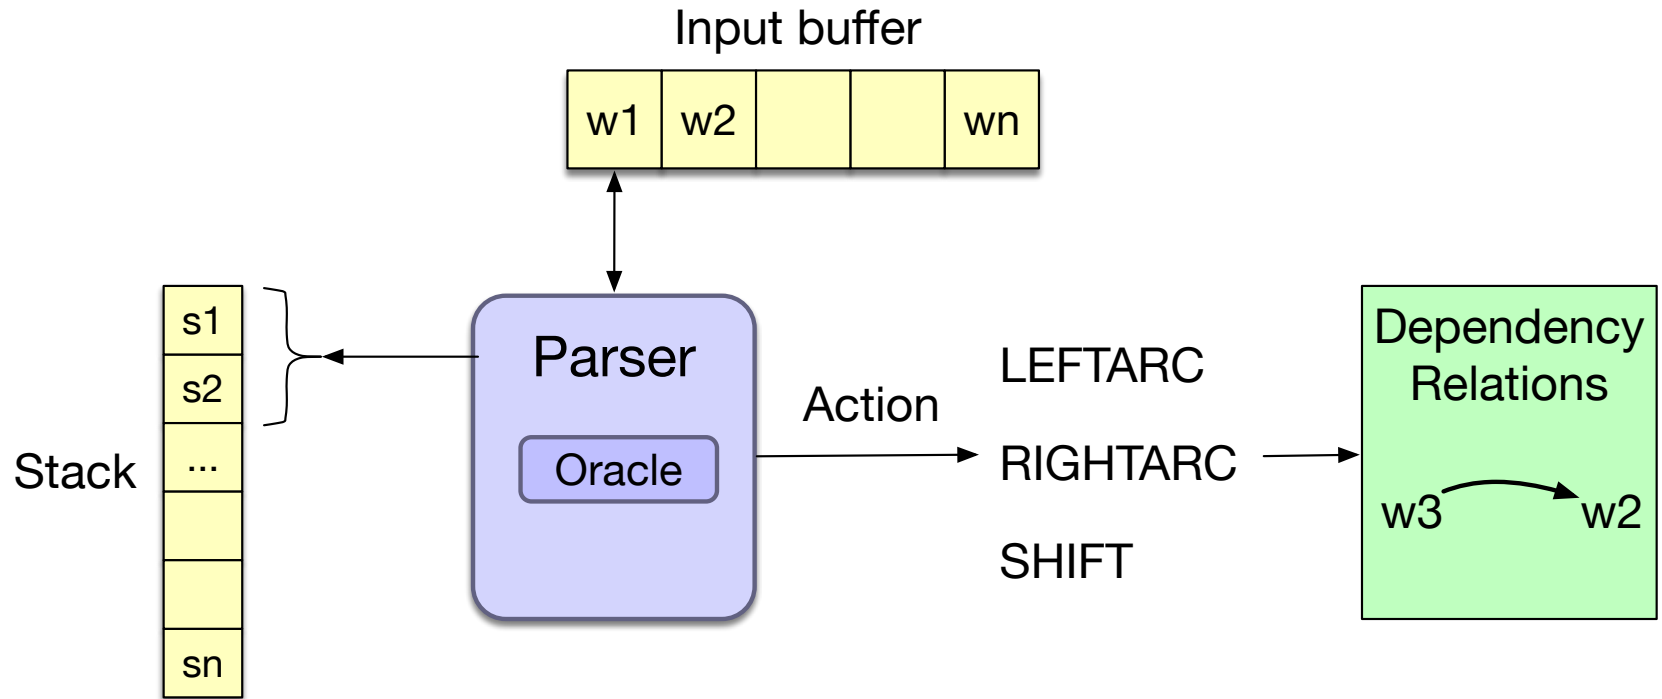 Input buffer
w1 w2 wn
s1
s2
...
sn
Stack
Parser
Oracle
Action
LEFTARC
RIGHTARC
SHIFT
Dependency
Relations
w3 w2